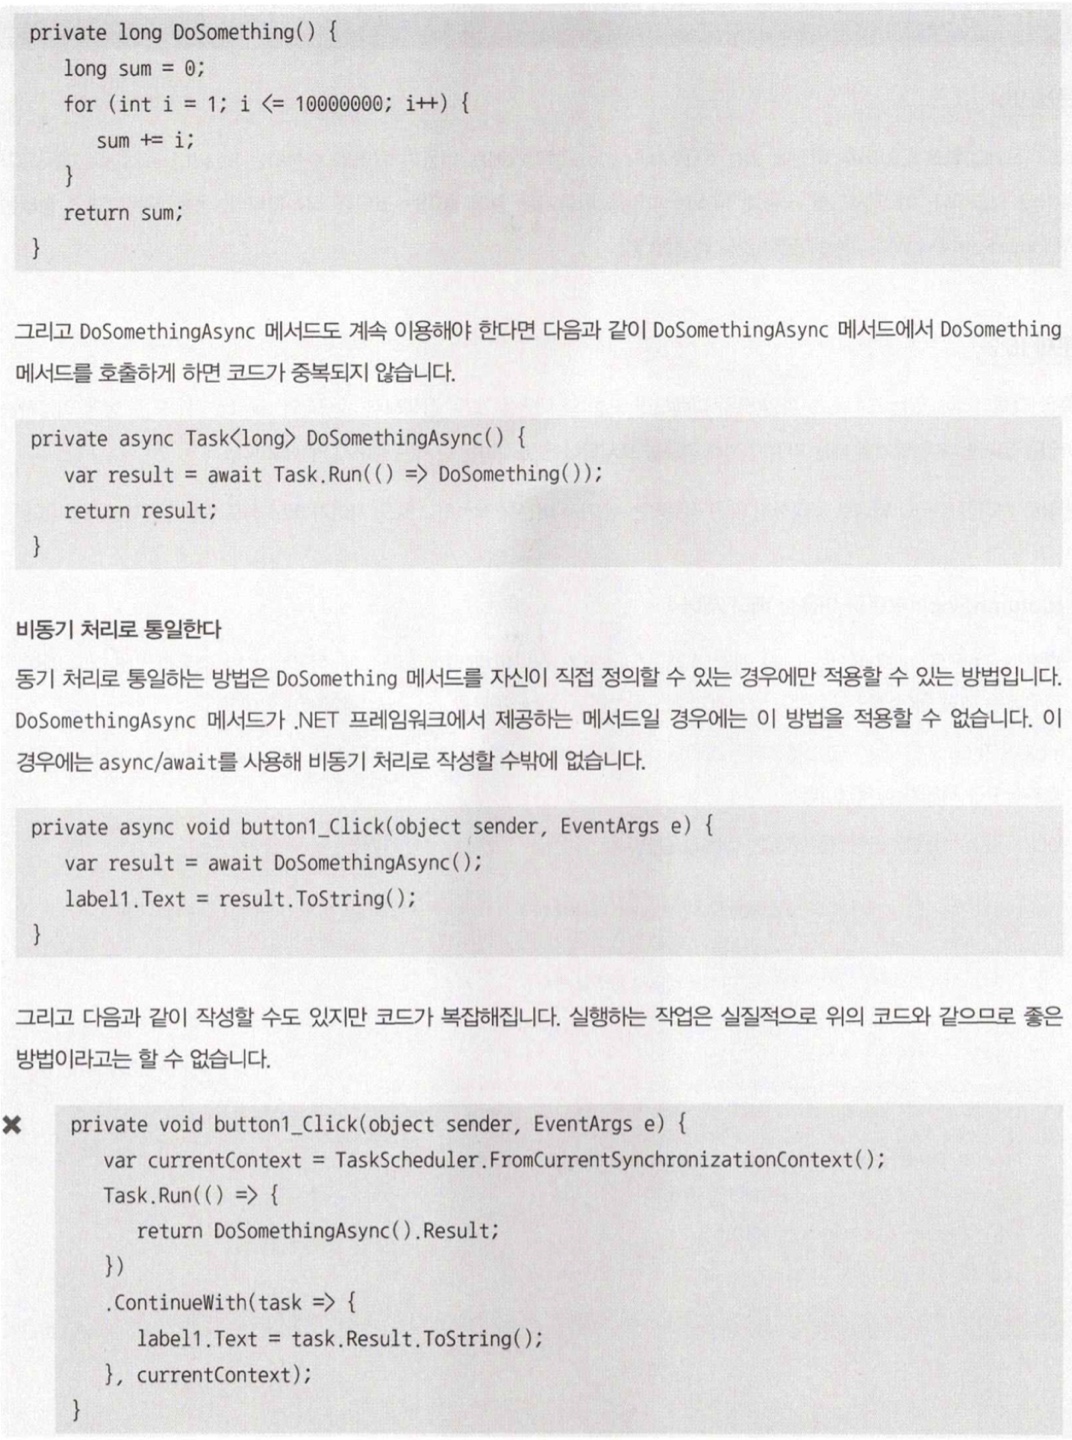 private long DoSomething() {
long sum = 0;
for (int i = 1; i <= 10000000; i++) {
sum += i;
}
return sum;
}
그리고 DoSomethingAsync 메서드도 계속 이용해야 한다면 다음과 같이 DoSomethingAsync 메서드에서 DoSomething
메서드를 호출하게 하면 코드가 중복되지 않습니다.
private async Task<long> DoSomethingAsync() {
var result = await Task.Run(() => DoSomething());
return result;
}
비동기 처리로 통일한다
동기 처리로 통일하는 방법은 DoSomething 메서드를 자신이 직접 정의할 수 있는 경우에만 적용할 수 있는 방법입니다.
DoSomethingAsync 메서드가 .NET 프레임워크에서 제공하는 메서드일 경우에는 이 방법을 적용할 수 없습니다. 이
경우에는 async/await를 사용해 비동기 처리로 작성할 수밖에 없습니다.
private async void button1_Click(object sender, EventArgs e) {
var result = await DoSomethingAsync();
label1.Text = result.ToString();
}
그리고 다음과 같이 작성할 수도 있지만 코드가 복잡해집니다. 실행하는 작업은 실질적으로 위의 코드와 같으므로 좋은
방법이라고는 할 수 없습니다.
private void button1_Click(object sender, EventArgs e) {
var currentContext = TaskScheduler.FromCurrentSynchronizationContext();
Task.Run(() => {
return DoSomethingAsync().Result;
})
.ContinueWith(task => {
label1.Text = task.Result.ToString();
}, currentContext);
}